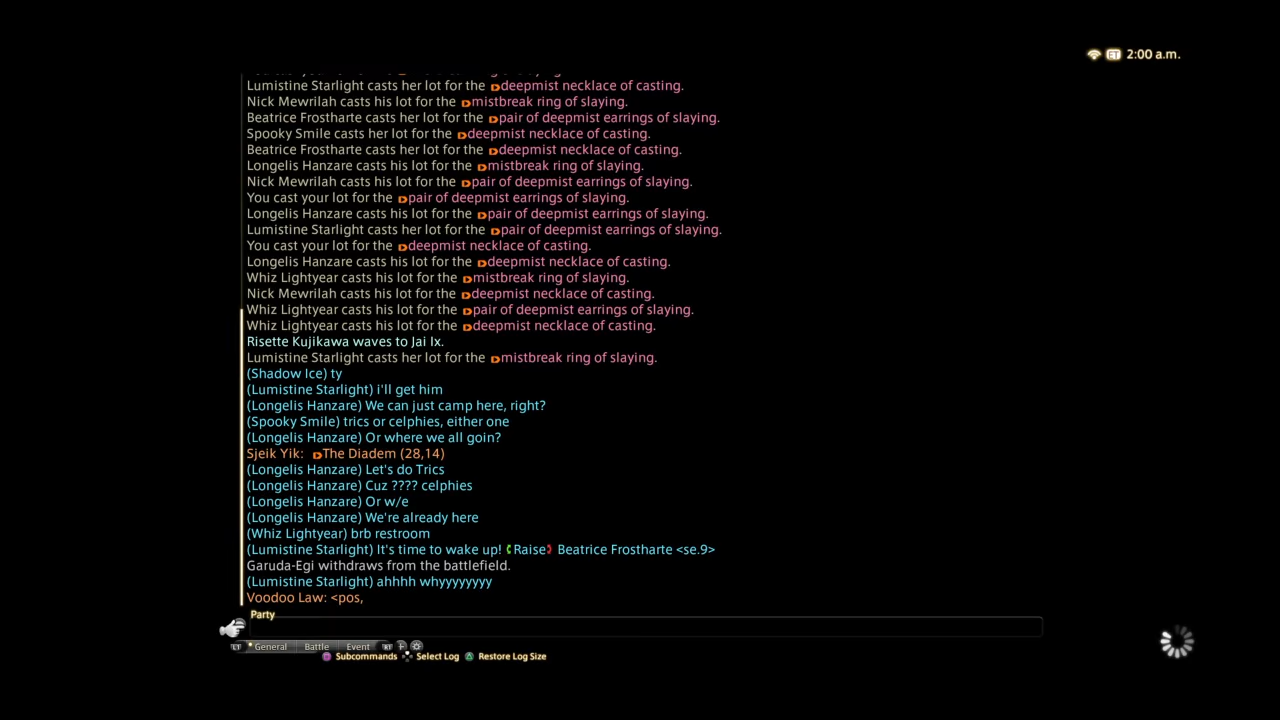 ET 2:00 a.m.
Lumistine Starlight casts her lot for the deepmist necklace of casting.
Nick Mewrilah casts his lot for the mistbreak ring of slaying.
Beatrice Frostharte casts her lot for the pair of deepmist earrings of slaying.
Spooky Smile casts her lot for the deepmist necklace of casting.
Beatrice Frostharte casts her lot for the deepmist necklace of casting.
Longelis Hanzare casts his lot for the mistbreak ring of slaying.
Nick Mewrilah casts his lot for the pair of deepmist earrings of slaying.
You cast your lot for the pair of deepmist earrings of slaying.
Longelis Hanzare casts his lot for the pair of deepmist earrings of slaying.
Lumistine Starlight casts her lot for the pair of deepmist earrings of slaying.
You cast your lot for the deepmist necklace of casting.
Longelis Hanzare casts his lot for the deepmist necklace of casting.
Whiz Lightyear casts his lot for the mistbreak ring of slaying.
Nick Mewrilah casts his lot for the deepmist necklace of casting.
Whiz Lightyear casts his lot for the pair of deepmist earrings of slaying.
Whiz Lightyear casts his lot for the deepmist necklace of casting.
Risette Kujikawa waves to Jai Ix.
Lumistine Starlight casts her lot for the mistbreak ring of slaying.
(Shadow Ice) ty
(Lumistine Starlight) i'll get him
(Longelis Hanzare) We can just camp here, right?
(Spooky Smile) trics or celphies, either one
(Longelis Hanzare) Or where we all goin?
Sjeik Yik: The Diadem (28,14)
(Longelis Hanzare) Let's do Trics
(Longelis Hanzare) Cuz ???? celphies
(Longelis Hanzare) Or w/e
(Longelis Hanzare) We're already here
(Whiz Lightyear) brb restroom
(Lumistine Starlight) It's time to wake up! Raise Beatrice Frostharte <se.9>
Garuda-Egi withdraws from the battlefield.
(Lumistine Starlight) ahhhh whyyyyyyyy
Voodoo Law: <pos,
Party
L1 General Battle Event R1
Subcommands Select Log Restore Log Size